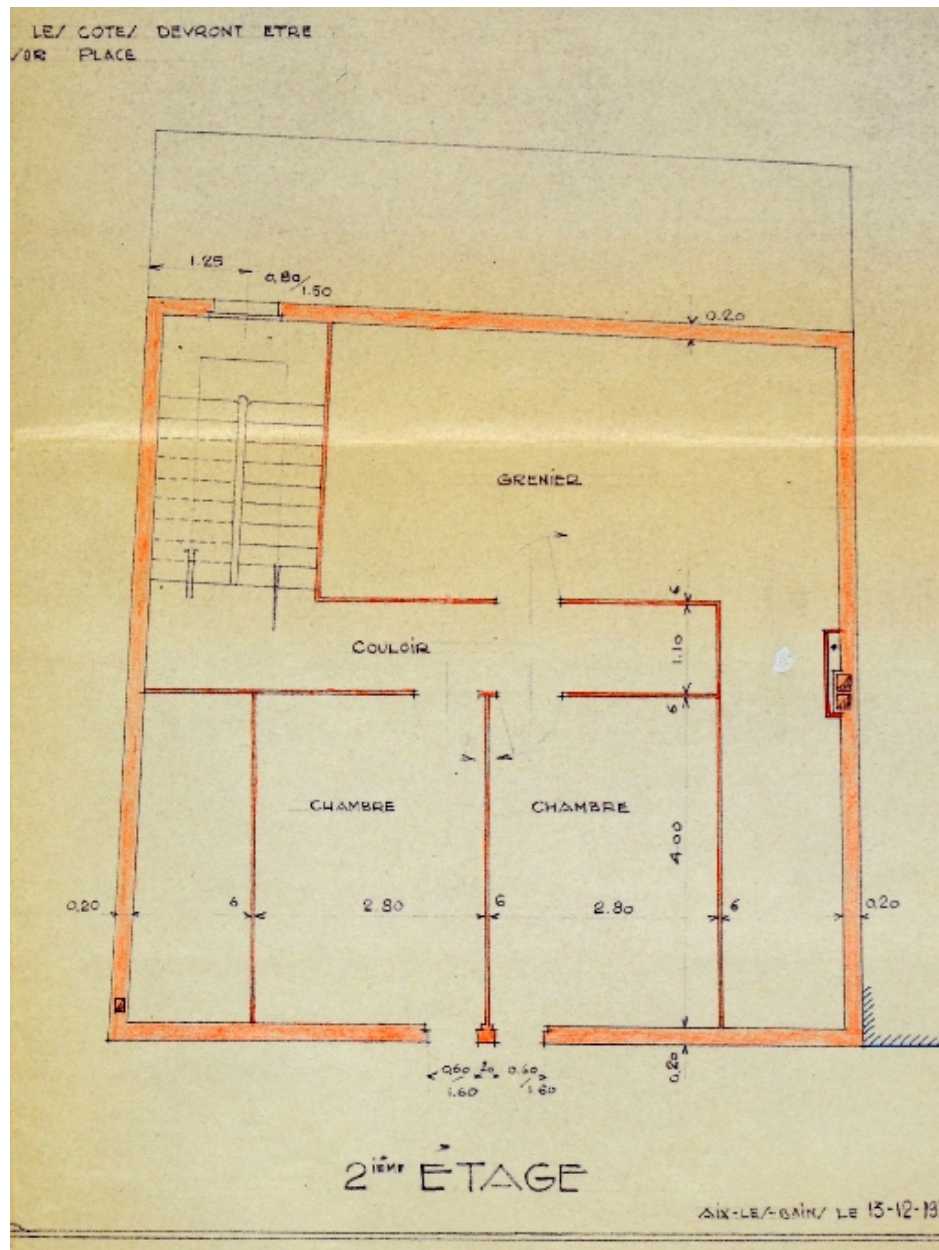 LES COTES DEVRONT ETRE
SUR PLACE
1.25
0,80/1.50
0.20
GRENIER
6
COULOIR
1.10
6
CHAMBRE
CHAMBRE
4.00
0,20
6
2.80
6
2.80
6
0,20
0,60/1.60
20
0.60/1.60
0,20
2ième ÉTAGE
AIX-LES-BAINS LE 15-12-19